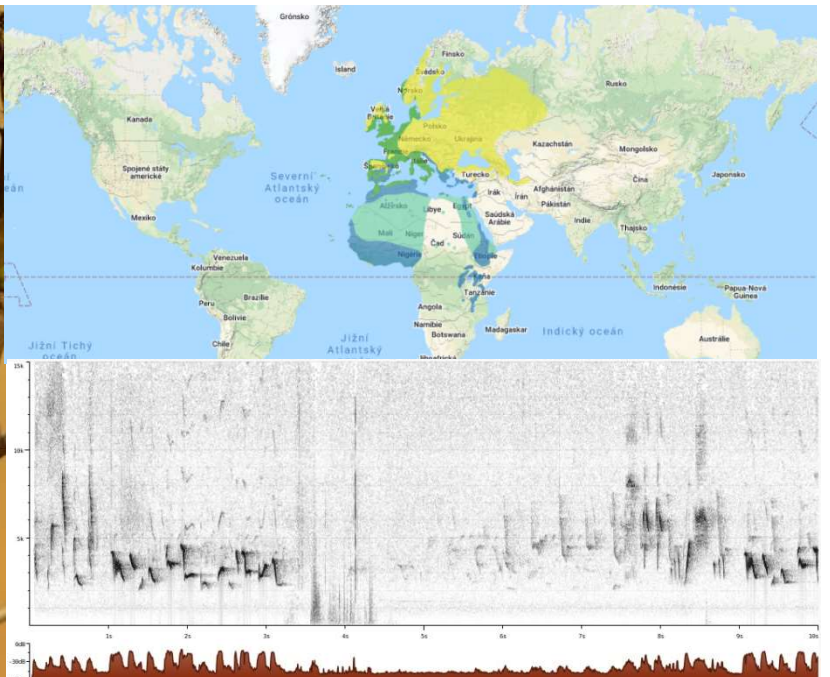 Grónsko
Island
Finsko
Švédsko
Norsko
Rusko
Kanada
Velká
Británie
Polsko
Německo
Ukrajina
Kazachstán
Mongolsko
Spojené státy
americké
Severní
Atlantský
oceán
Turecko
Afghánistán
Čína
Japonsko
Irák
Írán
Pákistán
Alžírsko
Libye
Egypt
Saúdská
Arábie
Indie
Mexiko
Mali
Niger
Čad
Súdán
Thajsko
Venezuela
Nigérie
Etiopie
Kolumbie
Keňa
Indonésie
Papua-Nová
Guinea
Tanzanie
Peru
Brazílie
Angola
Bolívie
Namibie
Madagaskar
Botswana
Indický oceán
Austrálie
Jižní Tichý
oceán
Chile
Jižní
Atlantský
15k
10k
5k
1s 2s 3s 4s 5s 6s 7s 8s 9s 10s
0dB
-30dB